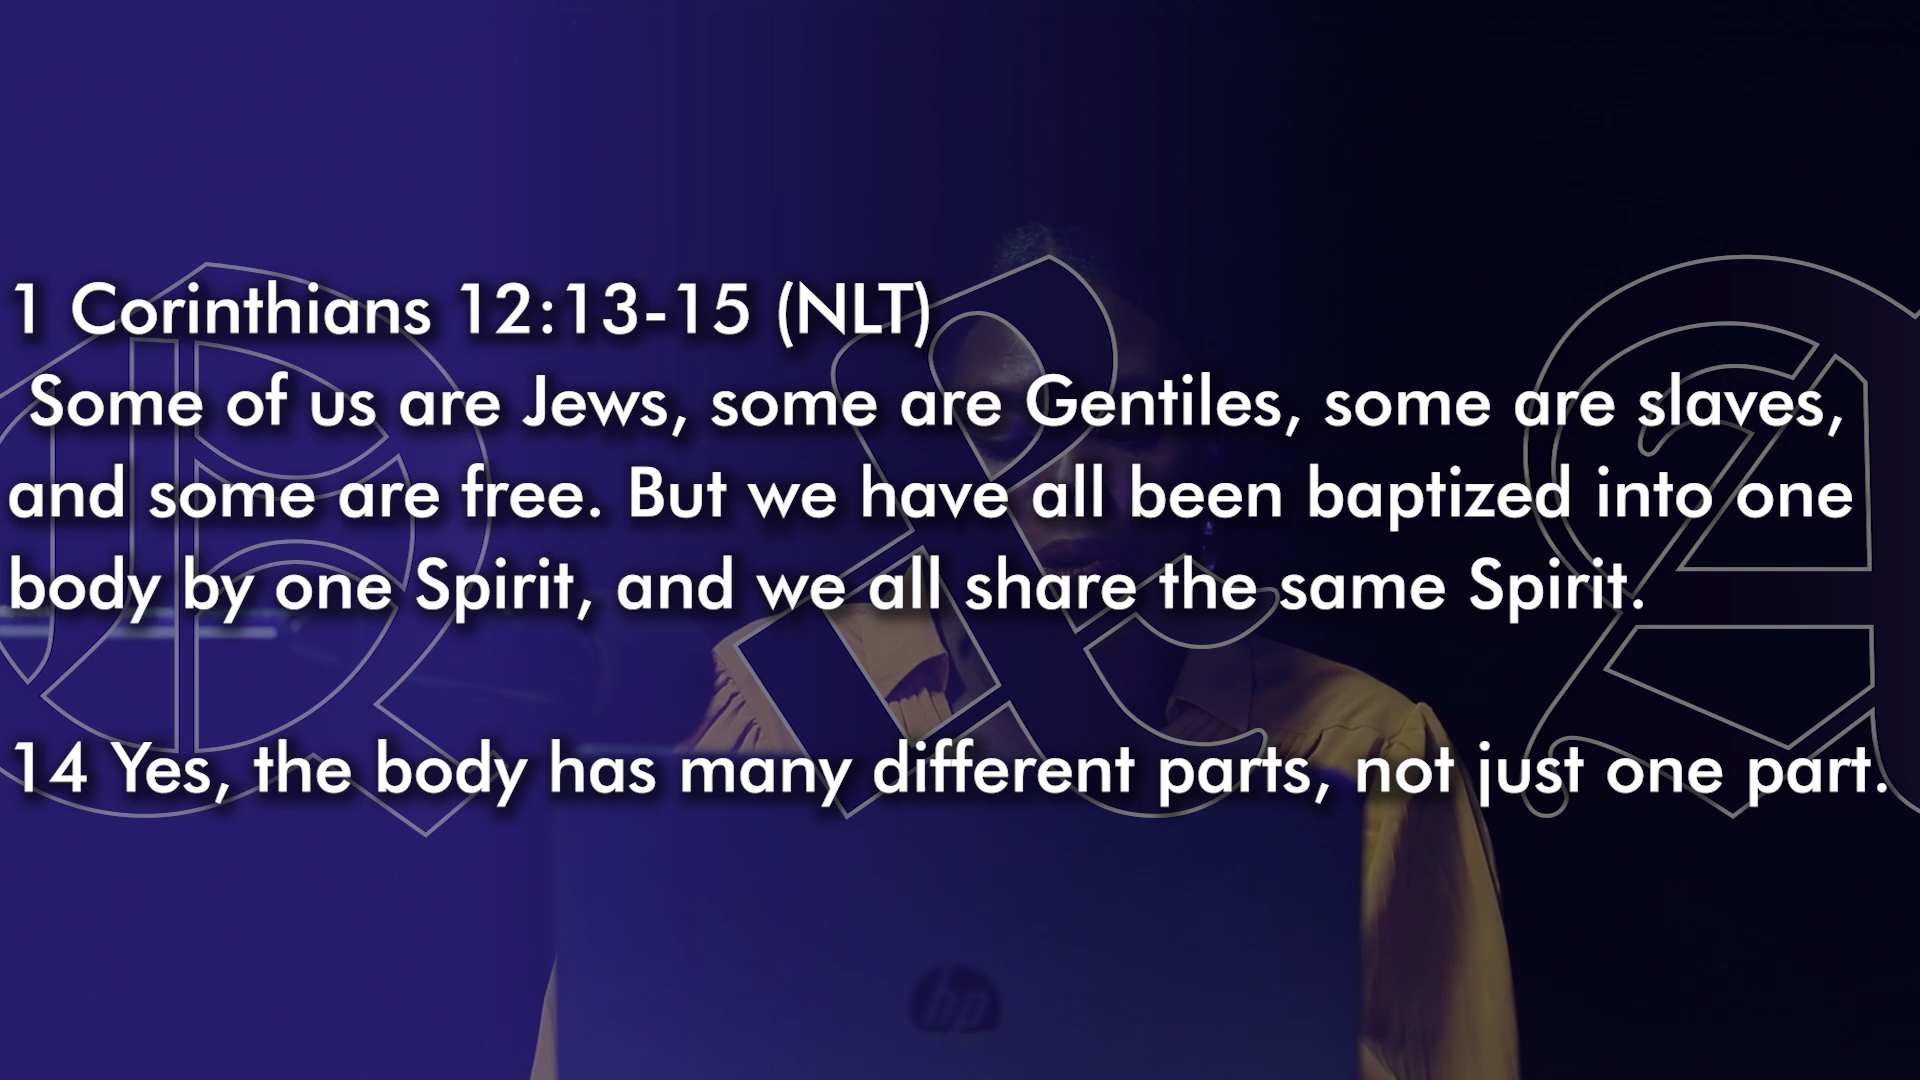 1 Corinthians 12:13-15 (NLT)
Some of us are Jews, some are Gentiles, some are slaves,
and some are free. But we have all been baptized into one
body by one Spirit, and we all share the same Spirit.
14 Yes, the body has many different parts, not just one part.
Q & A
hp